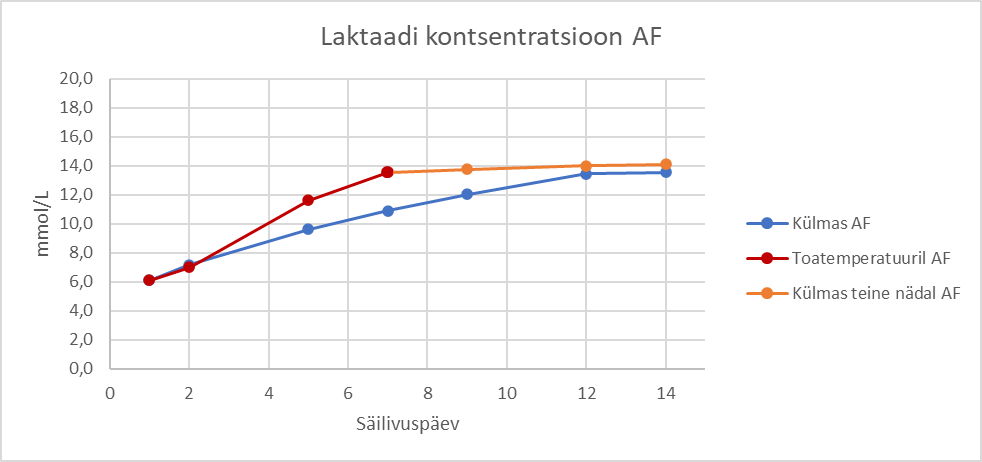 Laktaadi kontsentratsioon AF
20,0
18,0
16,0
14,0
12,0
10,0
8,0
6,0
4,0
2,0
0,0
mmol/L
0 2 4 6 8 10 12 14
Säilivuspäev
Külmas AF
Toatemperatuuril AF
Külmas teine nädal AF